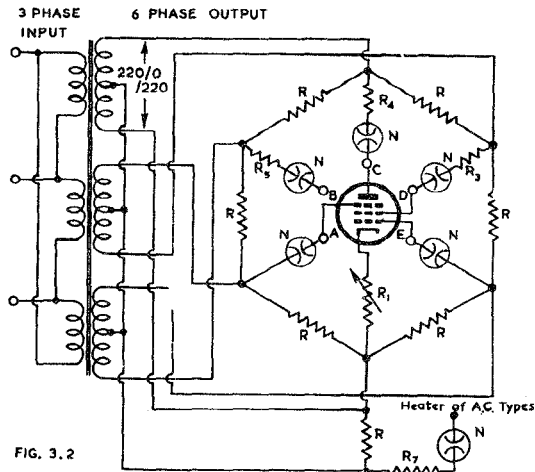 3 PHASE
INPUT
6 PHASE OUTPUT
220/0
/220
R
R
R4
N
C
R5
N
B
N
D
R3
R
R
A
E
N
N
R1
R
R
Heater of A.C. Types
N
R
R7
FIG. 3.2